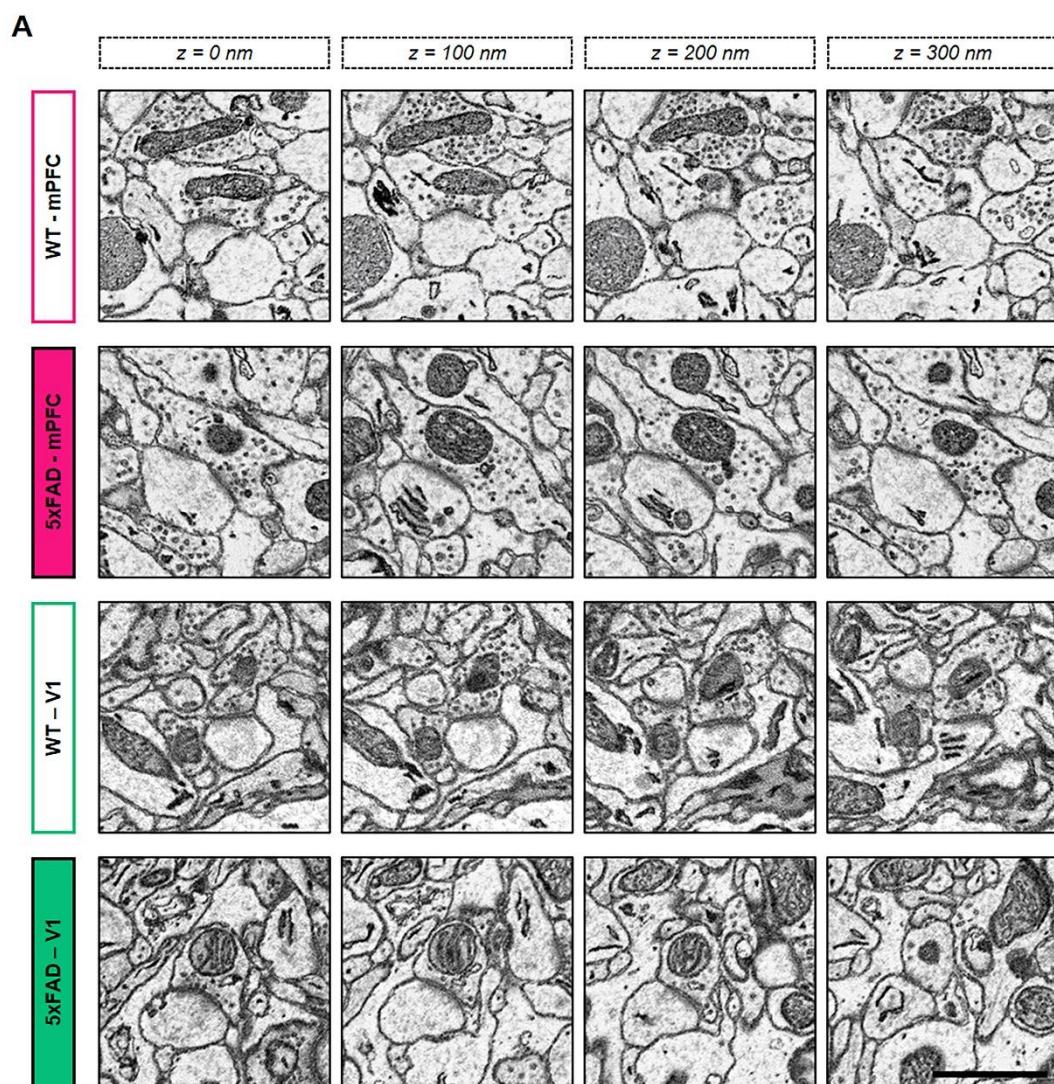 A
z = 0 nm
z = 100 nm
z = 200 nm
z = 300 nm
WT - mPFC
5xFAD - mPFC
WT – V1
5xFAD – V1